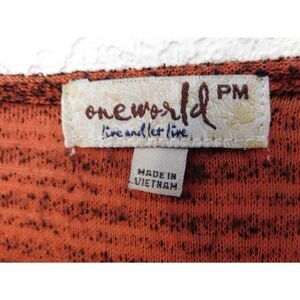 oneworld PM
live and let live
MADE IN
VIETNAM